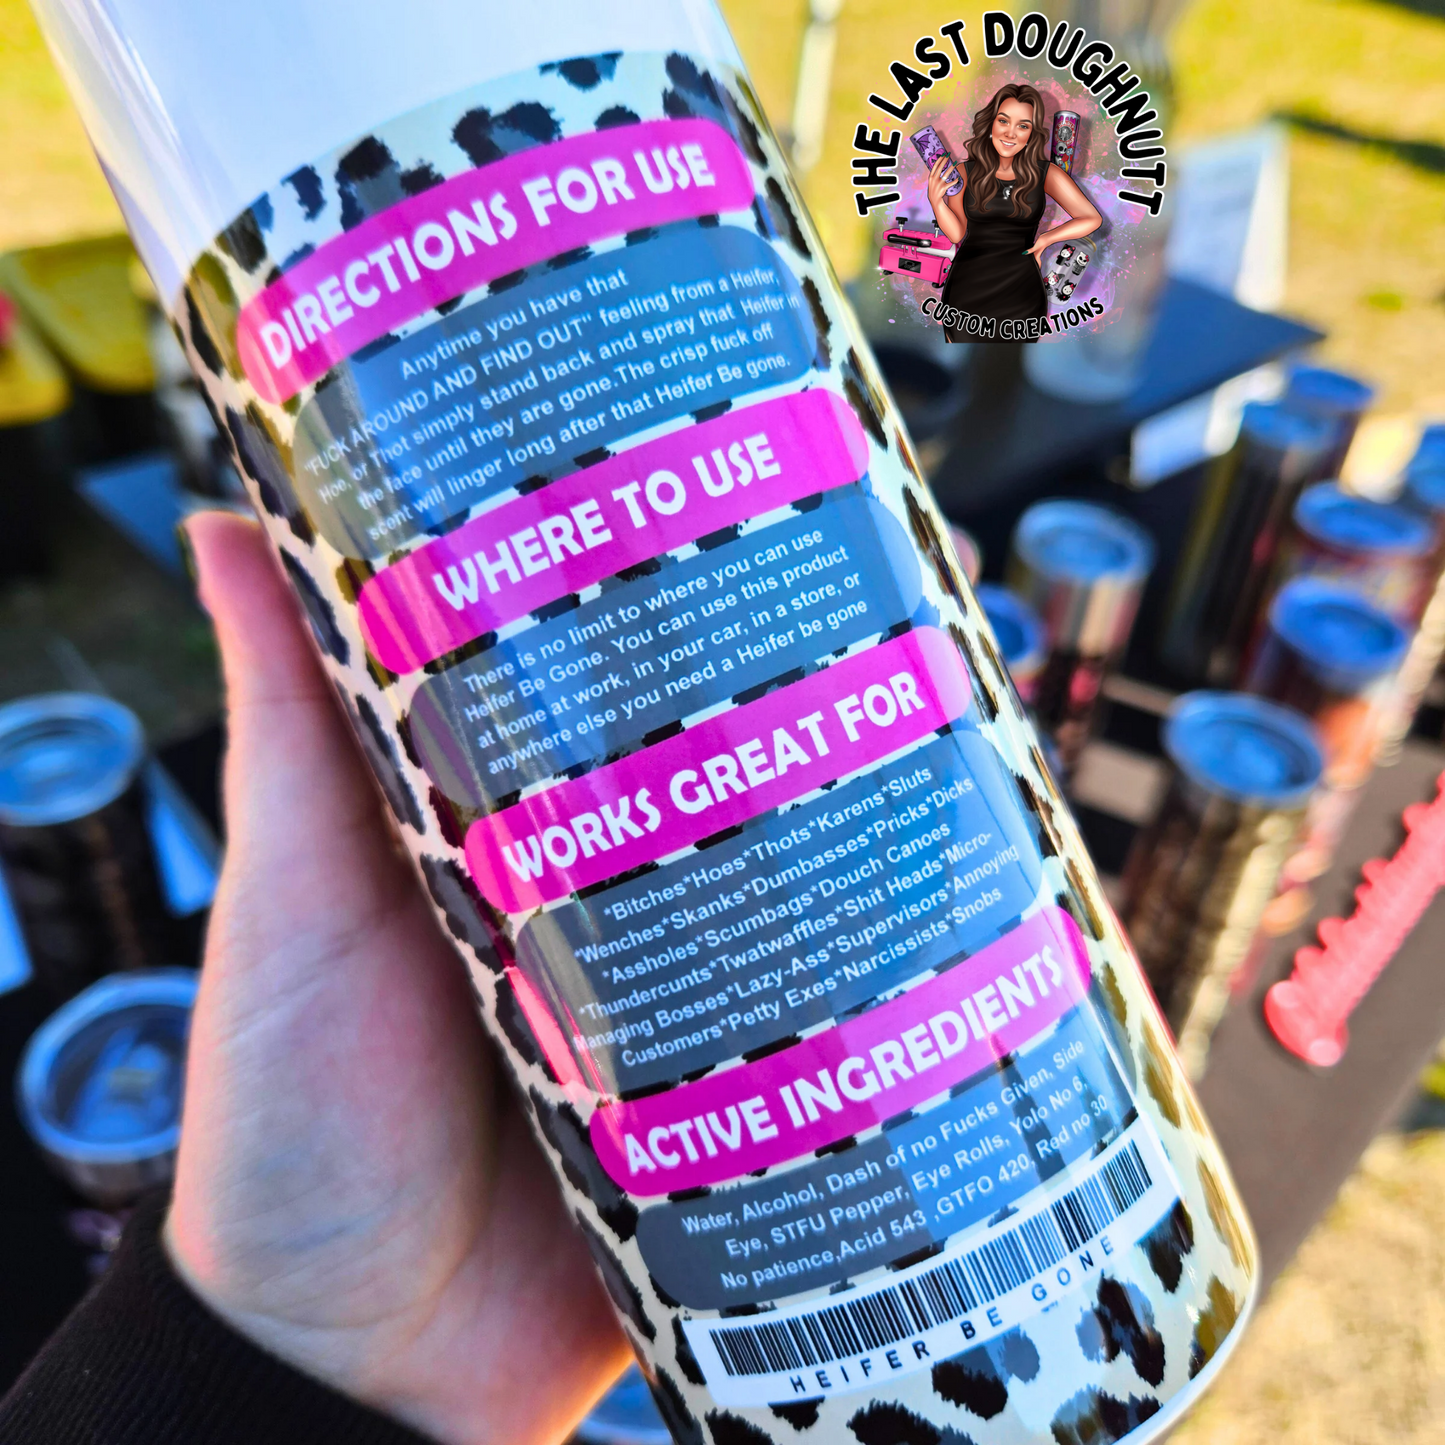 THE LAST DOUGHNUTT
CUSTOM CREATIONS
DIRECTIONS FOR USE
Anytime you have that
"FUCK AROUND AND FIND OUT" feeling from a Heifer,
Hoe, or Thot simply stand back and spray that Heifer in
the face until they are gone.The crisp fuck off
scent will linger long after that Heifer Be gone.
WHERE TO USE
There is no limit to where you can use
Heifer Be Gone. You can use this product
at home at work, in your car, in a store, or
anywhere else you need a Heifer be gone
WORKS GREAT FOR
*Bitches*Hoes*Thots*Karens*Sluts
*Wenches*Skanks*Dumbasses*Pricks*Dicks
*Assholes*Scumbags*Douch Canoes
*Thundercunts*Twatwaffles*Shit Heads*Micro-
Managing Bosses*Lazy-Ass*Supervisors*Annoying
Customers*Petty Exes*Narcissists*Snobs
ACTIVE INGREDIENTS
Water, Alcohol, Dash of no Fucks Given, Side
Eye, STFU Pepper, Eye Rolls, Yolo No 6,
No patience,Acid 543 ,GTFO 420, Red no 30
HEIFER BE GONE